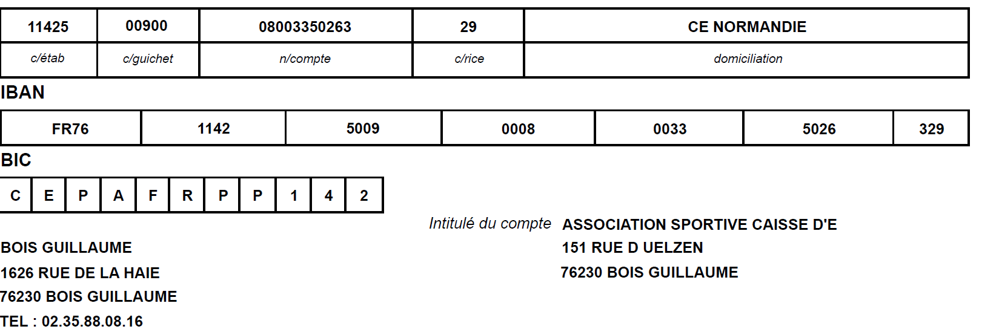 11425 00900 08003350263 29 CE NORMANDIE
c/étab c/guichet n/compte c/rice domiciliation
IBAN
FR76 1142 5009 0008 0033 5026 329
BIC
C E P A F R P P 1 4 2
Intitulé du compte ASSOCIATION SPORTIVE CAISSE D'E
151 RUE D UELZEN
76230 BOIS GUILLAUME
BOIS GUILLAUME
1626 RUE DE LA HAIE
76230 BOIS GUILLAUME
TEL : 02.35.88.08.16